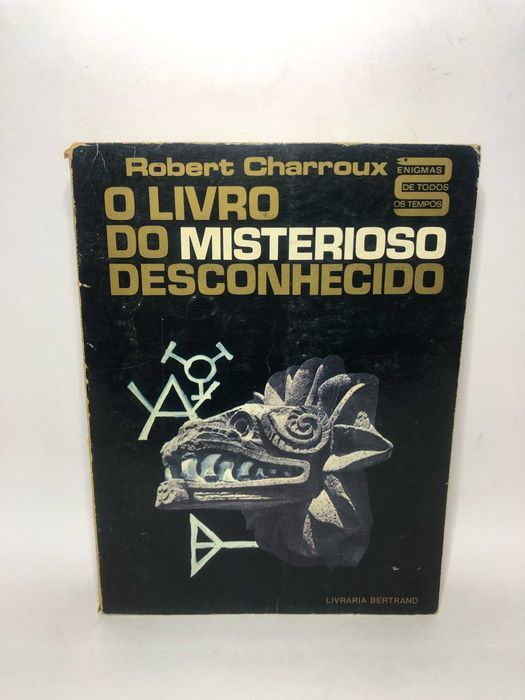 Robert Charroux
ENIGMAS
DE TODOS
OS TEMPOS
O LIVRO
DO MISTERIOSO
DESCONHECIDO
LIVRARIA BERTRAND